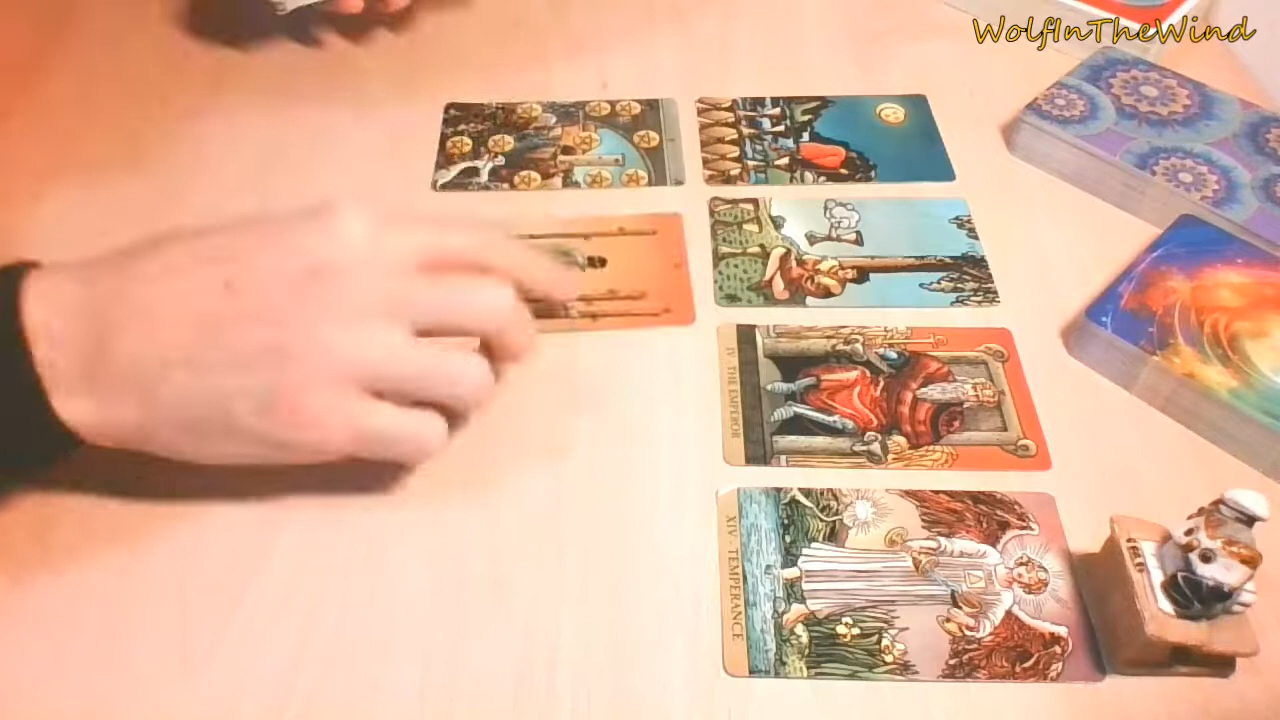 WolfInTheWind
IV · THE EMPEROR
XIV · TEMPERANCE